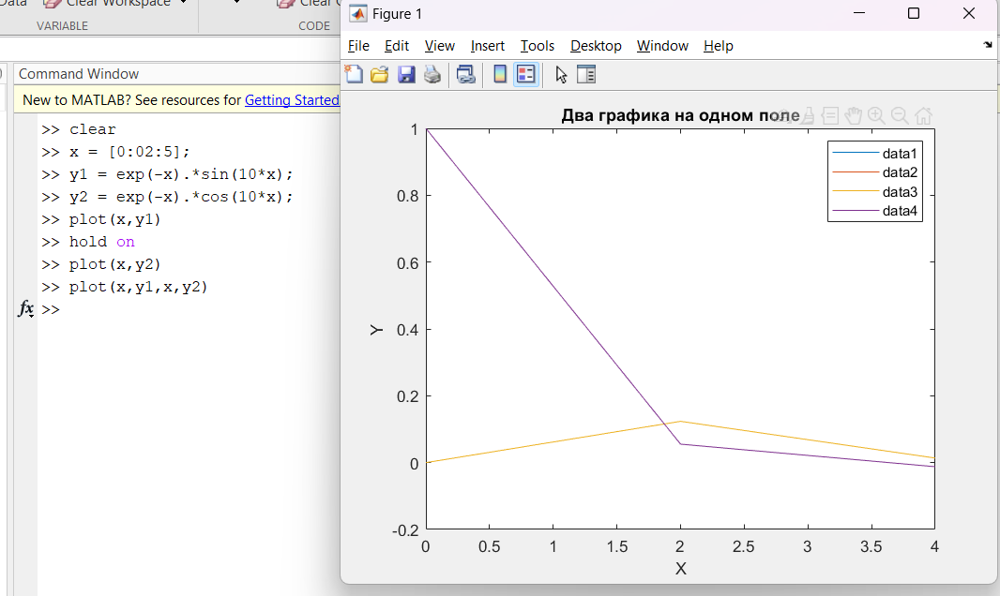 Clear Workspace
VARIABLE
CODE
Figure 1
File Edit View Insert Tools Desktop Window Help
Command Window
New to MATLAB? See resources for Getting Started
>> clear
>> x = [0:02:5];
>> y1 = exp(-x).*sin(10*x);
>> y2 = exp(-x).*cos(10*x);
>> plot(x,y1)
>> hold on
>> plot(x,y2)
>> plot(x,y1,x,y2)
fx >>
Два графика на одном поле
data1
data2
data3
data4
1
0.8
0.6
0.4
0.2
0
-0.2
Y
0 0.5 1 1.5 2 2.5 3 3.5 4
X